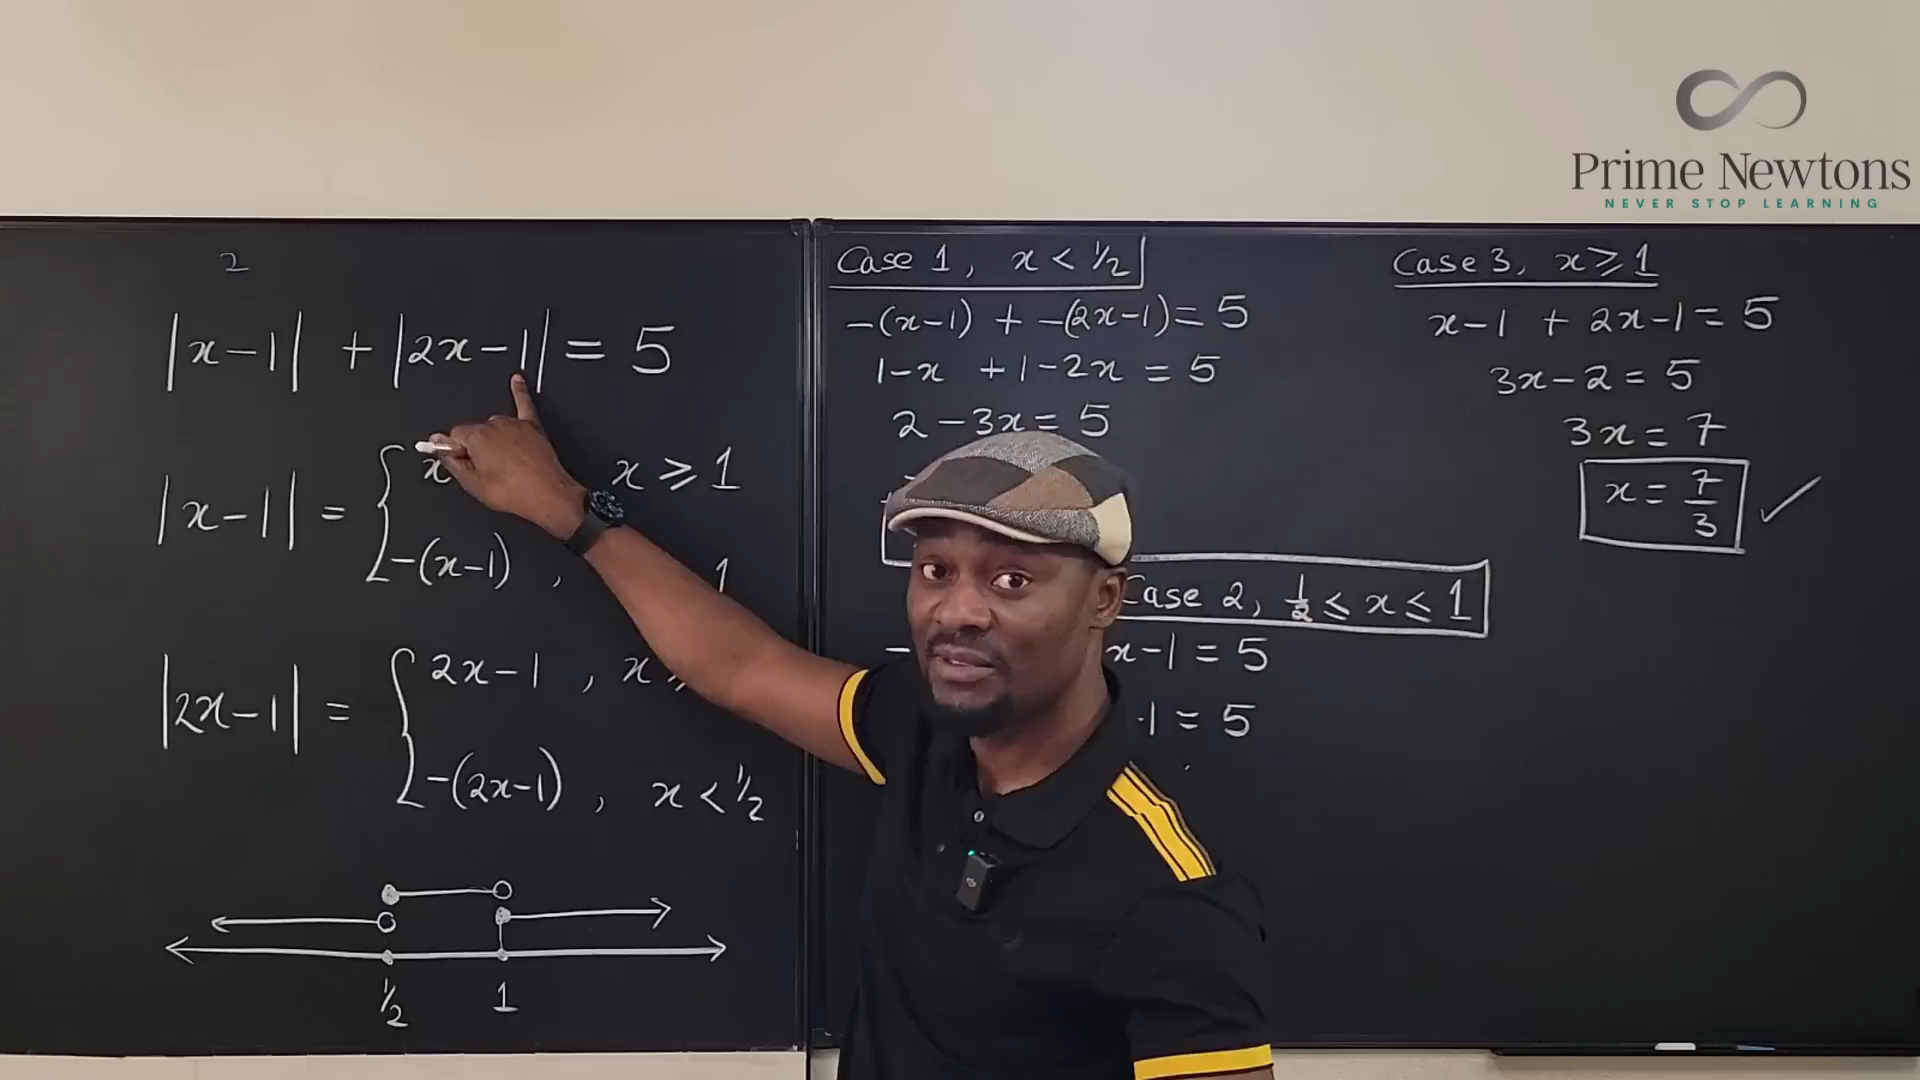 Prime Newtons
NEVER STOP LEARNING
2
|x-1| + |2x-1| = 5
|x-1| = { x , x ⩾ 1
-(x-1) , 1
|2x-1| = { 2x-1 , x ⩾
-(2x-1) , x < 1/2
1/2 1
Case 1, x < 1/2
-(x-1) + -(2x-1) = 5
1-x + 1-2x = 5
2 - 3x = 5
Case 2, 1/2 ⩽ x ⩽ 1
- x-1 = 5
-1 = 5
Case 3, x ⩾ 1
x-1 + 2x-1 = 5
3x-2 = 5
3x = 7
x = 7/3 ✓